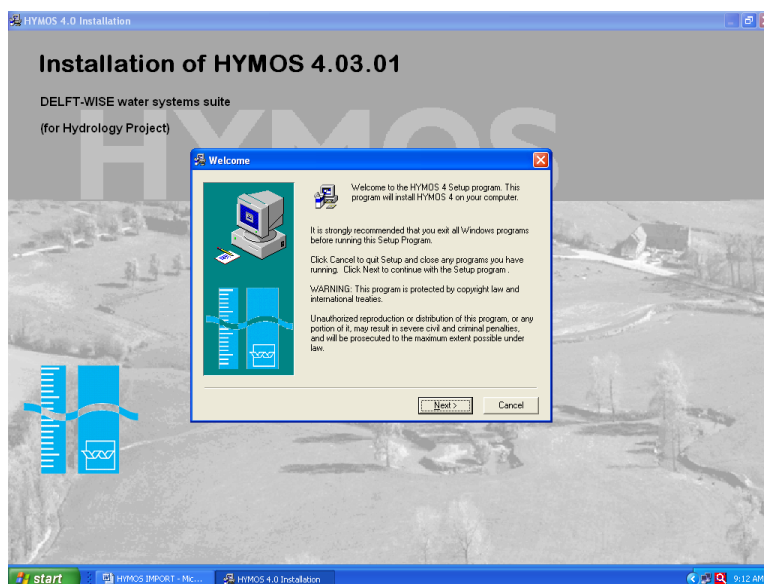 HYMOS 4.0 Installation
Installation of HYMOS 4.03.01
DELFT-WISE water systems suite
(for Hydrology Project)
HYMOS
Welcome
Welcome to the HYMOS 4 Setup program. This
program will install HYMOS 4 on your computer.
It is strongly recommended that you exit all Windows programs
before running this Setup Program.
Click Cancel to quit Setup and close any programs you have
running. Click Next to continue with the Setup program .
WARNING: This program is protected by copyright law and
international treaties.
Unauthorized reproduction or distribution of this program, or any
portion of it, may result in severe civil and criminal penalties,
and will be prosecuted to the maximum extent possible under
law.
Next >
Cancel
start
HYMOS IMPORT - Mic...
HYMOS 4.0 Installation
9:12 AM